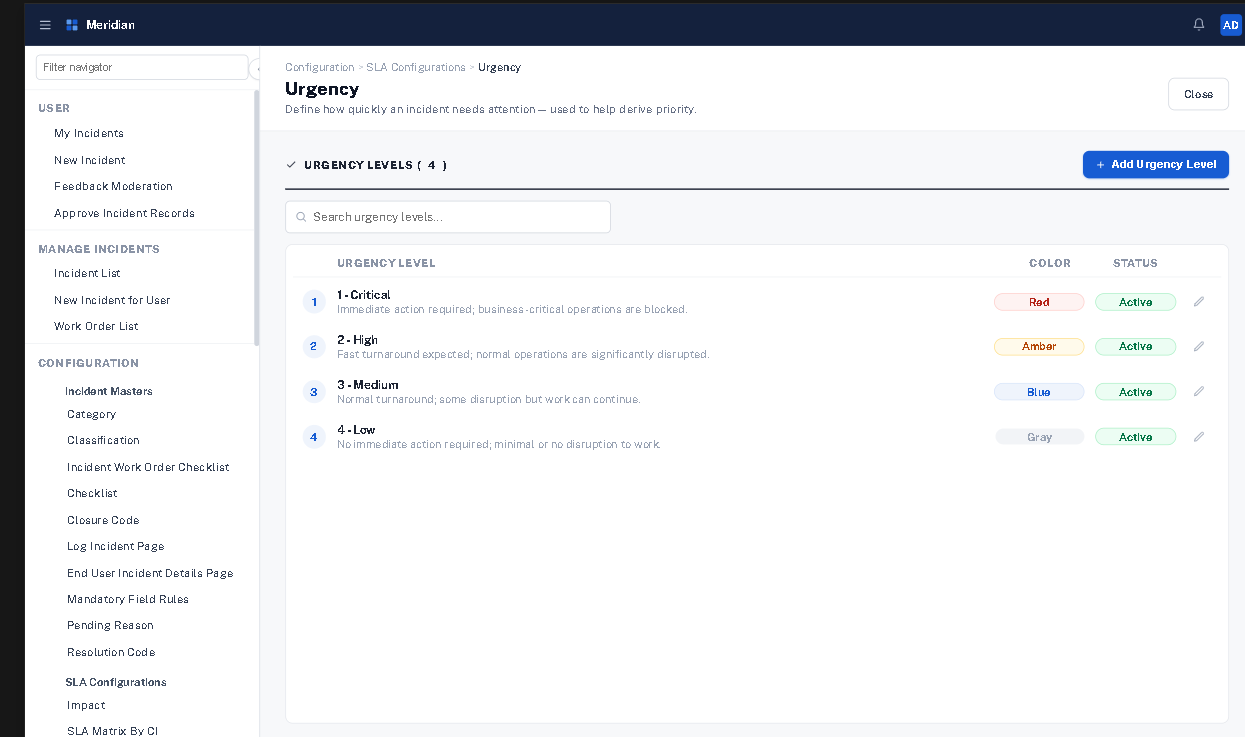 Meridian
AD
Filter navigator
USER
My Incidents
New Incident
Feedback Moderation
Approve Incident Records
MANAGE INCIDENTS
Incident List
New Incident for User
Work Order List
CONFIGURATION
Incident Masters
Category
Classification
Incident Work Order Checklist
Checklist
Closure Code
Log Incident Page
End User Incident Details Page
Mandatory Field Rules
Pending Reason
Resolution Code
SLA Configurations
Impact
SLA Matrix By CI
Configuration > SLA Configurations > Urgency
Urgency
Define how quickly an incident needs attention — used to help derive priority.
Close
URGENCY LEVELS ( 4 )
+ Add Urgency Level
Search urgency levels...
URGENCY LEVEL COLOR STATUS
1 1 - Critical Red Active
Immediate action required; business-critical operations are blocked.
2 2 - High Amber Active
Fast turnaround expected; normal operations are significantly disrupted.
3 3 - Medium Blue Active
Normal turnaround; some disruption but work can continue.
4 4 - Low Gray Active
No immediate action required; minimal or no disruption to work.